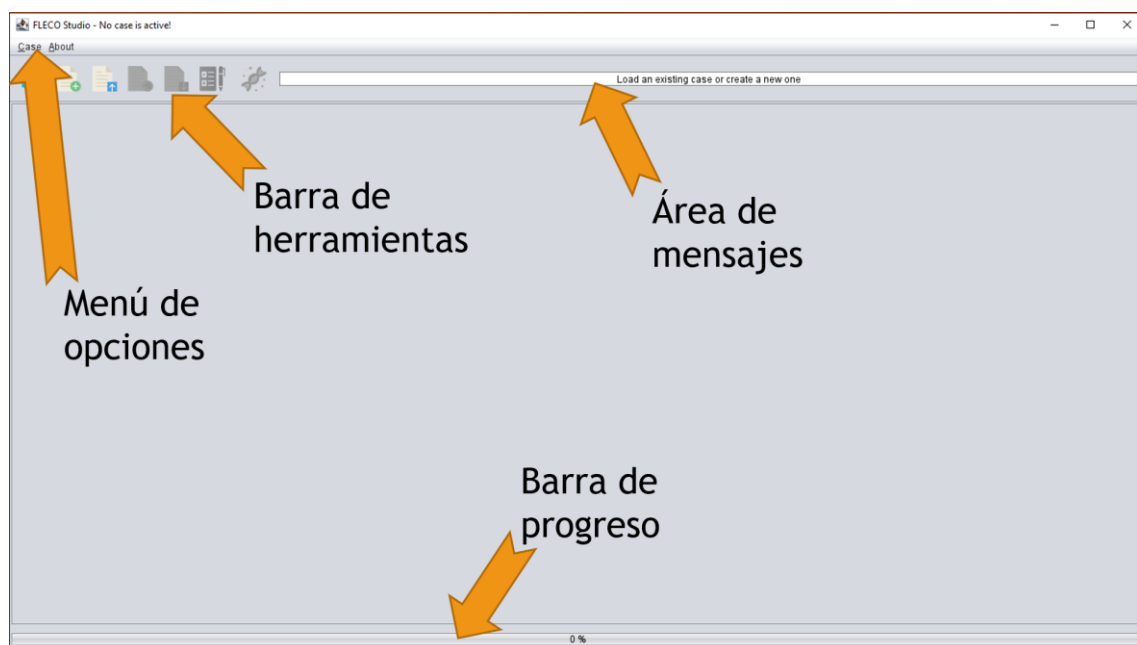 FLECO Studio - No case is active!
Case About
Load an existing case or create a new one
Barra de
herramientas
Área de
mensajes
Menú de
opciones
Barra de
progreso
0 %